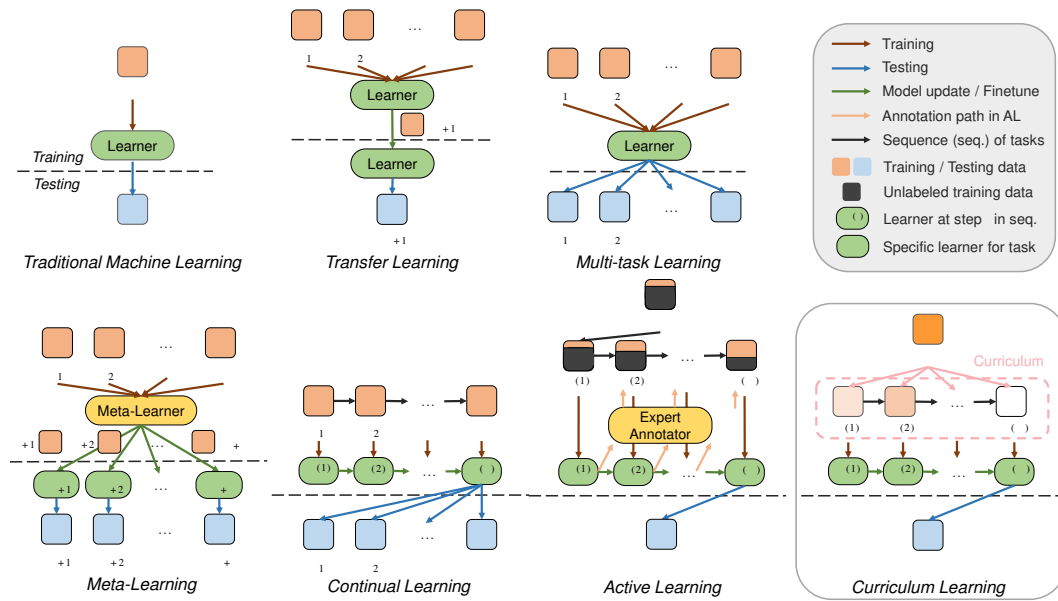 ...
1 2
Learner
+1
Learner
+1
Transfer Learning
Learner
Training
Testing
Traditional Machine Learning
...
1 2
Learner
...
1 2
Multi-task Learning
Training
Testing
Model update / Finetune
Annotation path in AL
Sequence (seq.) of tasks
Training / Testing data
Unlabeled training data
( ) Learner at step in seq.
Specific learner for task
...
1 2
Meta-Learner
+1 +2 ... +
+1 +2 ... +
...
+1 +2 +
Meta-Learning
...
1 2
(1) (2) ... ( )
...
1 2
Continual Learning
...
(1) (2) ( )
Expert
Annotator
(1) (2) ... ( )
Active Learning
Curriculum
...
(1) (2) ( )
(1) (2) ... ( )
Curriculum Learning